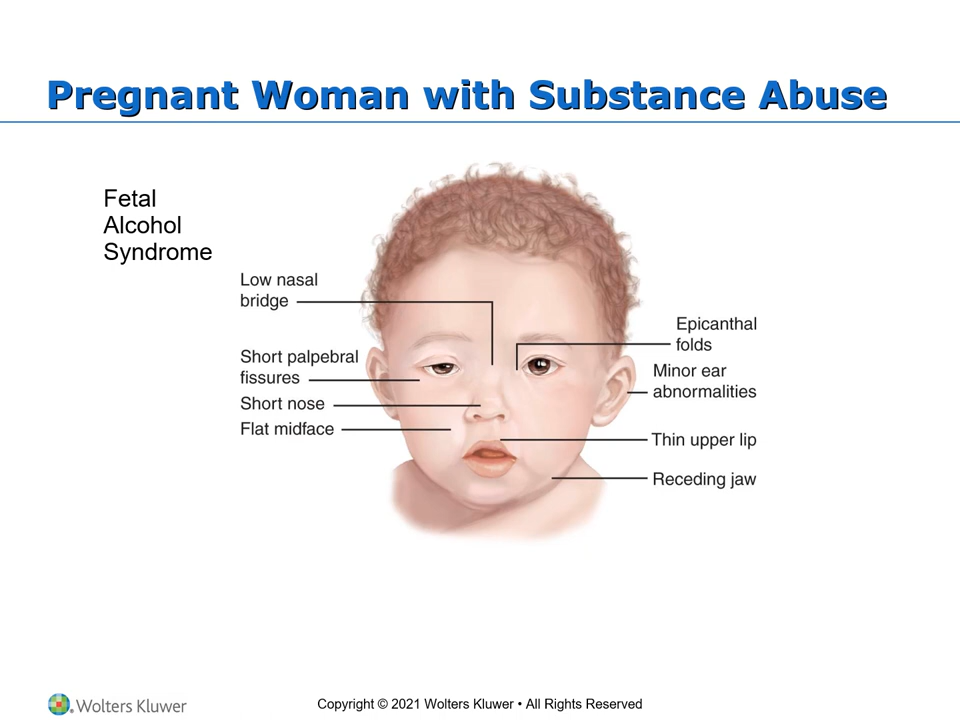 Pregnant Woman with Substance Abuse
Fetal
Alcohol
Syndrome
Low nasal
bridge
Short palpebral
fissures
Short nose
Flat midface
Epicanthal
folds
Minor ear
abnormalities
Thin upper lip
Receding jaw
Wolters Kluwer
Copyright © 2021 Wolters Kluwer • All Rights Reserved